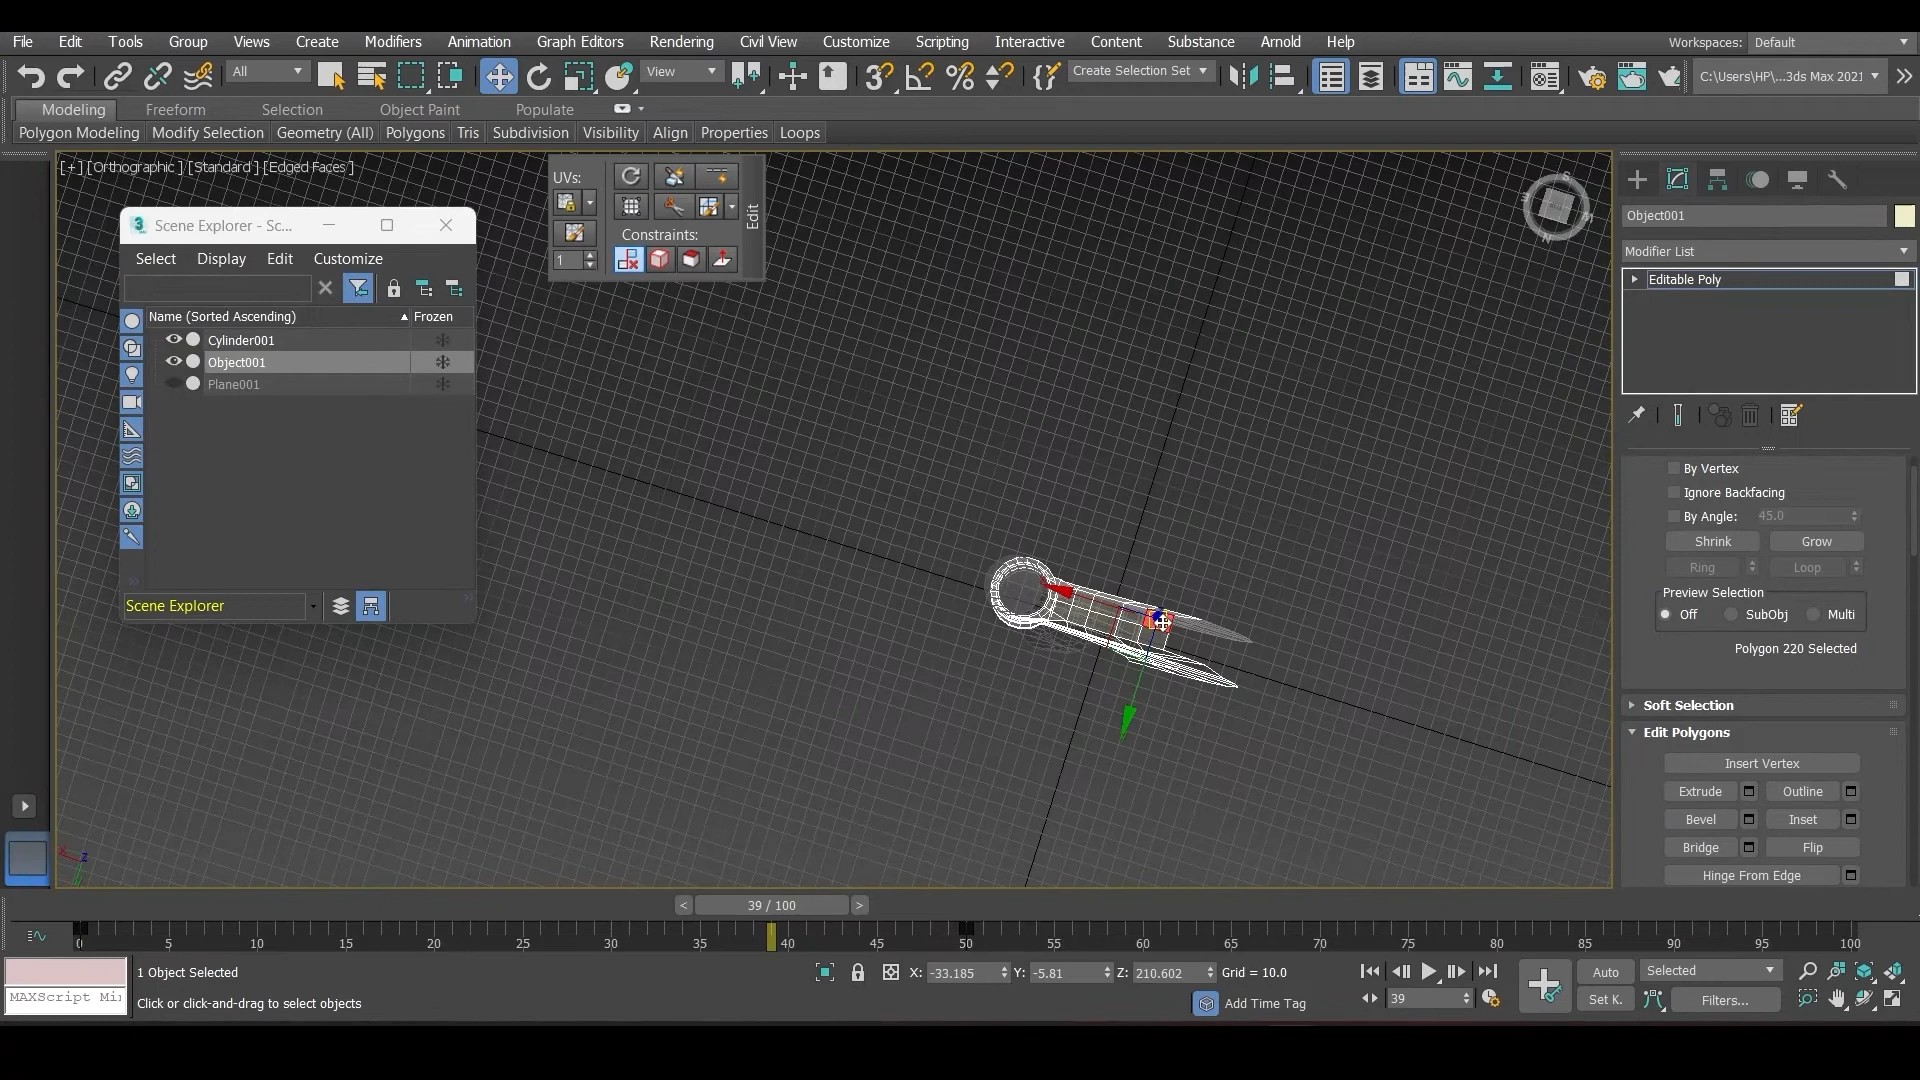 File Edit Tools Group Views Create Modifiers Animation Graph Editors Rendering Civil View Customize Scripting Interactive Content Substance Arnold Help Workspaces: Default
All View Create Selection Set C:\Users\HP\...3ds Max 2021
Modeling Freeform Selection Object Paint Populate
Polygon Modeling Modify Selection Geometry (All) Polygons Tris Subdivision Visibility Align Properties Loops
[+] [Orthographic ] [Standard ] [Edged Faces ]
UVs:
Edit
Constraints:
1
Scene Explorer - Sc...
Select Display Edit Customize
Name (Sorted Ascending) Frozen
Cylinder001
Object001
Plane001
Scene Explorer
Object001
Modifier List
Editable Poly
By Vertex
Ignore Backfacing
By Angle: 45.0
Shrink Grow
Ring Loop
Preview Selection
Off SubObj Multi
Polygon 220 Selected
Soft Selection
Edit Polygons
Insert Vertex
Extrude Outline
Bevel Inset
Bridge Flip
Hinge From Edge
x z
< 39 / 100 >
0 5 10 15 20 25 30 35 40 45 50 55 60 65 70 75 80 85 90 95 100
1 Object Selected X: -33.185 Y: -5.81 Z: 210.602 Grid = 10.0 Auto Selected
MAXScript Mi
Click or click-and-drag to select objects Add Time Tag 39 Set K. Filters...